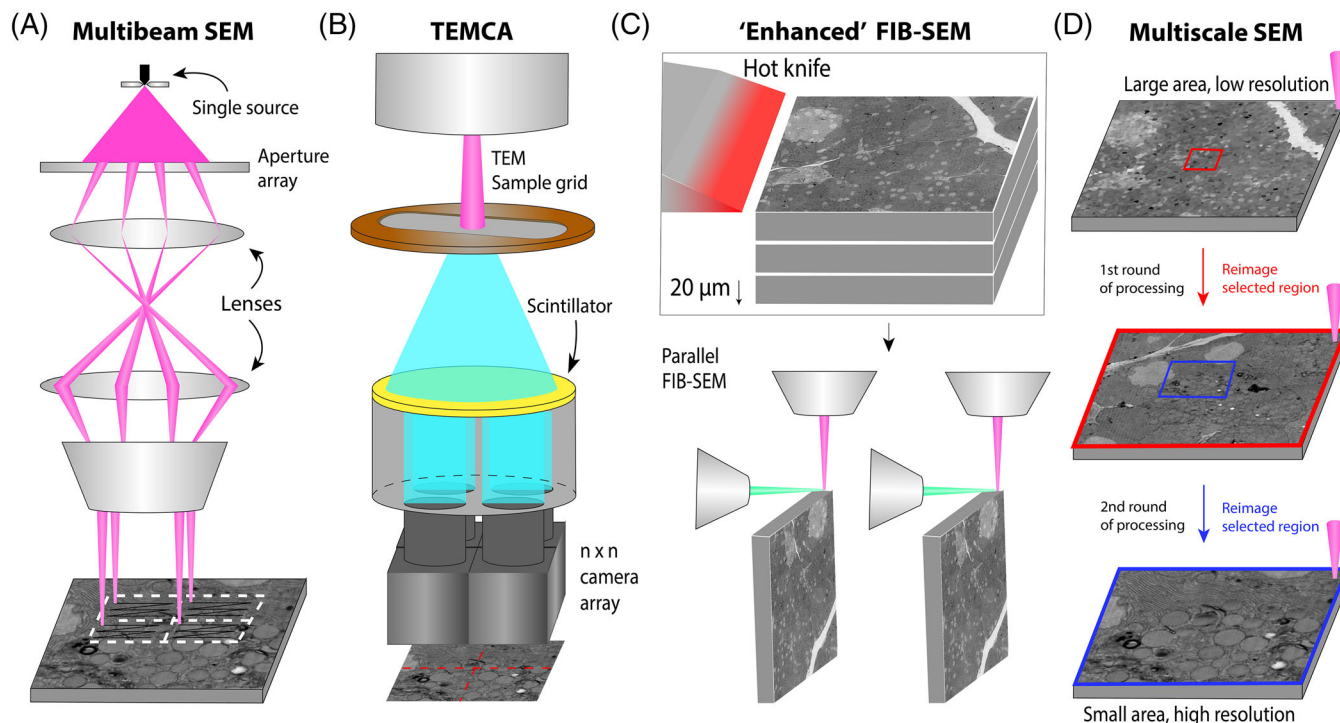 (A) Multibeam SEM
Single source
Aperture
array
Lenses
(B) TEMCA
TEM
Sample grid
Scintillator
n x n
camera
array
(C) 'Enhanced' FIB-SEM
Hot knife
20 μm
Parallel
FIB-SEM
(D) Multiscale SEM
Large area, low resolution
1st round
of processing
Reimage
selected region
2nd round
of processing
Reimage
selected region
Small area, high resolution